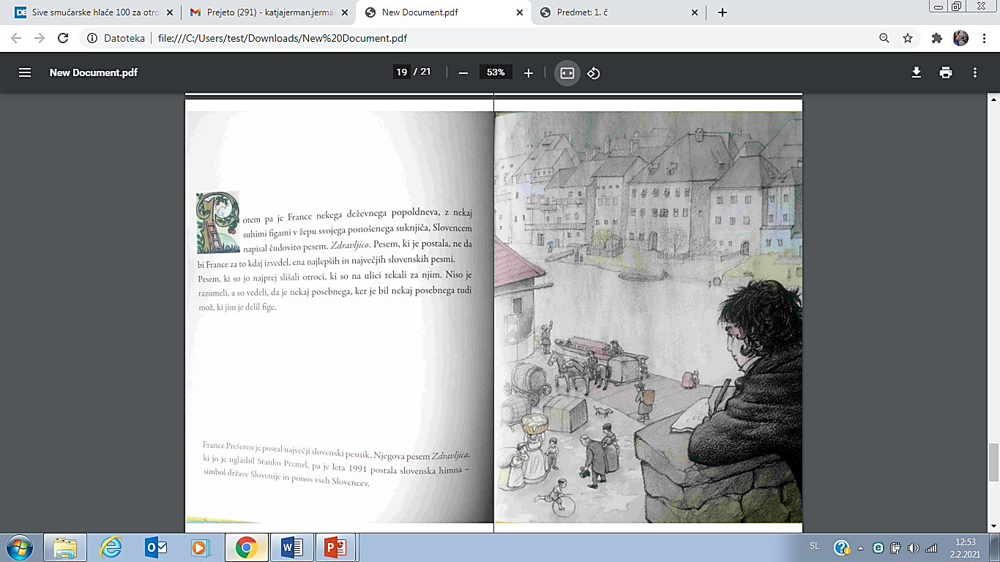 Sive smučarske hlače 100 za otro
Prejeto (291) - katjajerman.jerma
New Document.pdf
Predmet: 1. č
Datoteka
file:///C:/Users/test/Downloads/New%20Document.pdf
New Document.pdf
19 / 21
53%
Potem pa je France nekega deževnega popoldneva, z nekaj
suhimi figami v žepu svojega ponošenega suknjiča, Slovencem
napisal čudovito pesem. Zdravljico. Pesem, ki je postala, ne da
bi France za to kdaj izvedel, ena najlepših in največjih slovenskih pesmi.
Pesem, ki so jo najprej slišali otroci, ki so na ulici tekali za njim. Niso je
razumeli, a so vedeli, da je nekaj posebnega, ker je bil nekaj posebnega tudi
mož, ki jim je delil fige.
France Prešeren je postal največji slovenski pesnik. Njegova pesem Zdravljica,
ki jo je uglasbil Stanko Premrl, pa je leta 1991 postala slovenska himna –
simbol države Slovenije in ponos vseh Slovencev.
SL
12:53
2.2.2021